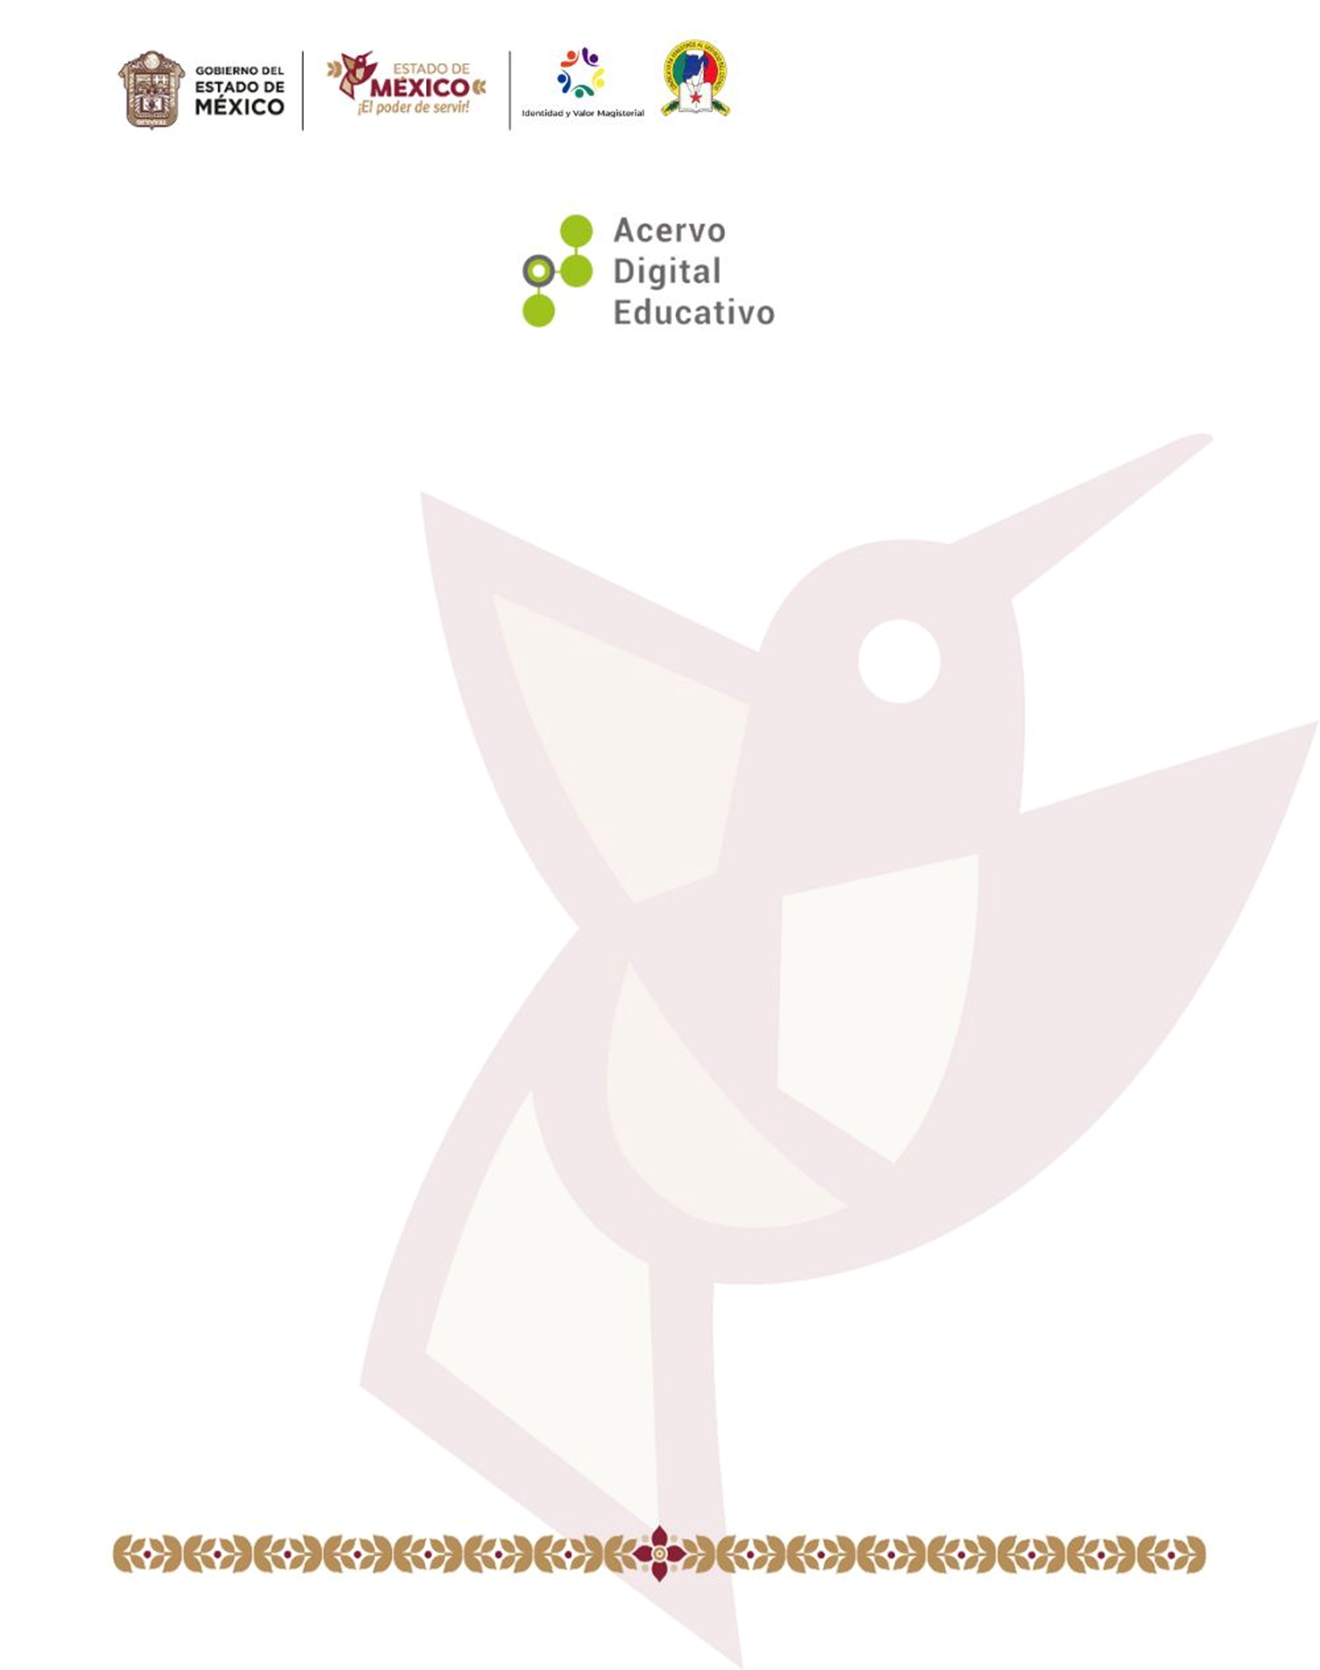 GOBIERNO DEL
ESTADO DE
MÉXICO
ESTADO DE
MÉXICO
¡El poder de servir!
Identidad y Valor Magisterial
Acervo
Digital
Educativo